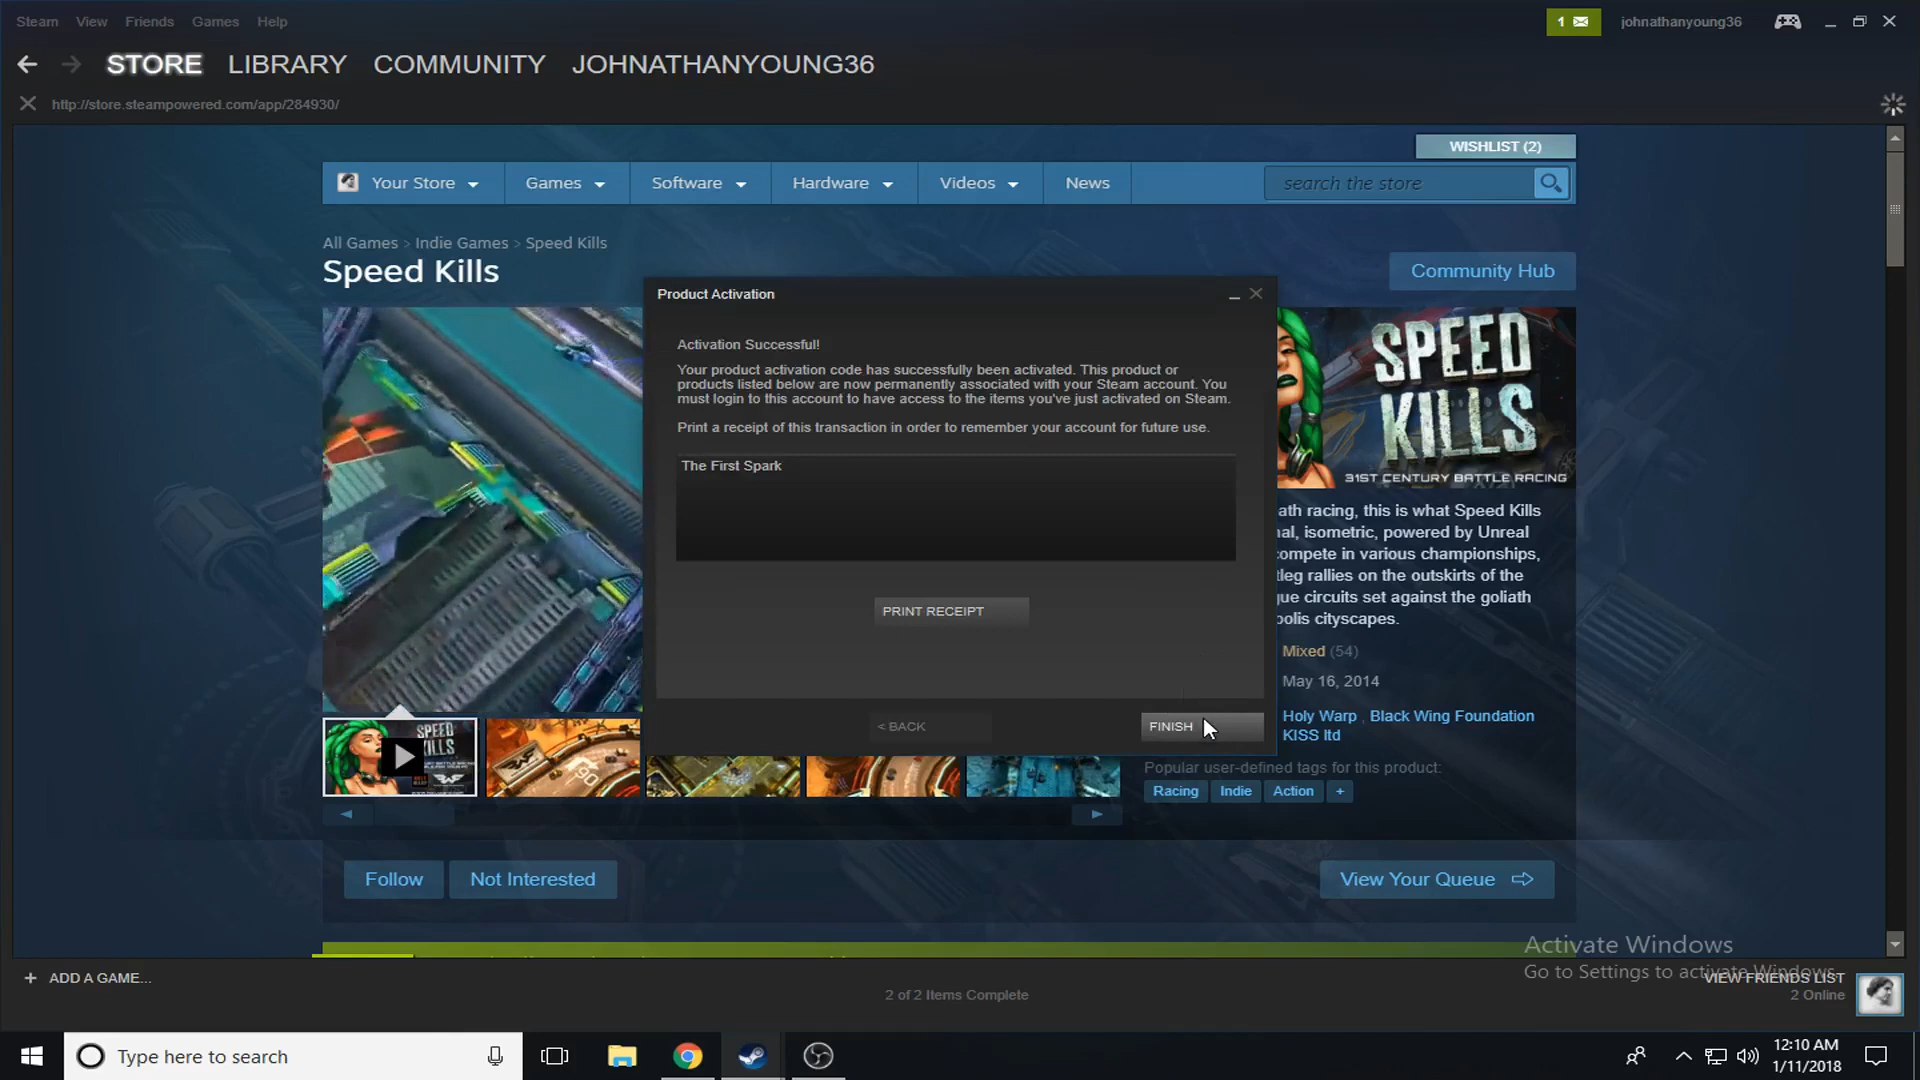 Steam View Friends Games Help
1 johnathanyoung36
STORE LIBRARY COMMUNITY JOHNATHANYOUNG36
http://store.steampowered.com/app/284930/
WISHLIST (2)
Your Store Games Software Hardware Videos News search the store
All Games > Indie Games > Speed Kills
Speed Kills
Community Hub
Product Activation
Activation Successful!
Your product activation code has successfully been activated. This product or
products listed below are now permanently associated with your Steam account. You
must login to this account to have access to the items you've just activated on Steam.
Print a receipt of this transaction in order to remember your account for future use.
The First Spark
PRINT RECEIPT
< BACK
FINISH
SPEED
KILLS
31ST CENTURY BATTLE RACING
ath racing, this is what Speed Kills
al, isometric, powered by Unreal
compete in various championships,
tleg rallies on the outskirts of the
gue circuits set against the goliath
polis cityscapes.
Mixed (54)
May 16, 2014
Holy Warp , Black Wing Foundation
KISS ltd
Popular user-defined tags for this product:
Racing Indie Action +
SPEED
KILLS
Follow Not Interested
View Your Queue
Activate Windows
Go to Settings to activate Windows.
+ ADD A GAME...
2 of 2 Items Complete
VIEW FRIENDS LIST
2 Online
Type here to search
12:10 AM
1/11/2018